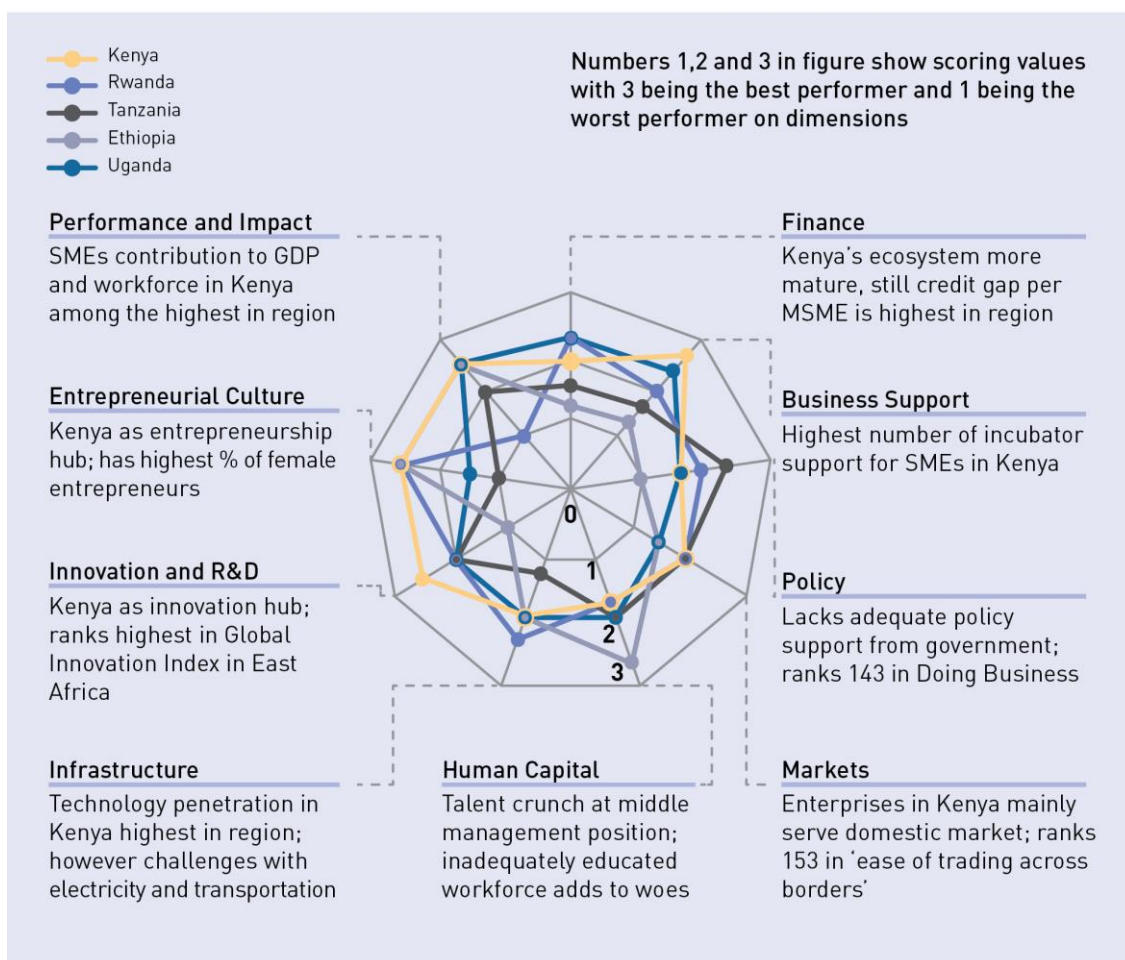 Kenya
Rwanda
Tanzania
Ethiopia
Uganda
Numbers 1,2 and 3 in figure show scoring values
with 3 being the best performer and 1 being the
worst performer on dimensions
Performance and Impact
SMEs contribution to GDP
and workforce in Kenya
among the highest in region
Finance
Kenya's ecosystem more
mature, still credit gap per
MSME is highest in region
Entrepreneurial Culture
Kenya as entrepreneurship
hub; has highest % of female
entrepreneurs
Business Support
Highest number of incubator
support for SMEs in Kenya
0
1
2
3
Innovation and R&D
Kenya as innovation hub;
ranks highest in Global
Innovation Index in East
Africa
Policy
Lacks adequate policy
support from government;
ranks 143 in Doing Business
Infrastructure
Technology penetration in
Kenya highest in region;
however challenges with
electricity and transportation
Human Capital
Talent crunch at middle
management position;
inadequately educated
workforce adds to woes
Markets
Enterprises in Kenya mainly
serve domestic market; ranks
153 in ‘ease of trading across
borders’